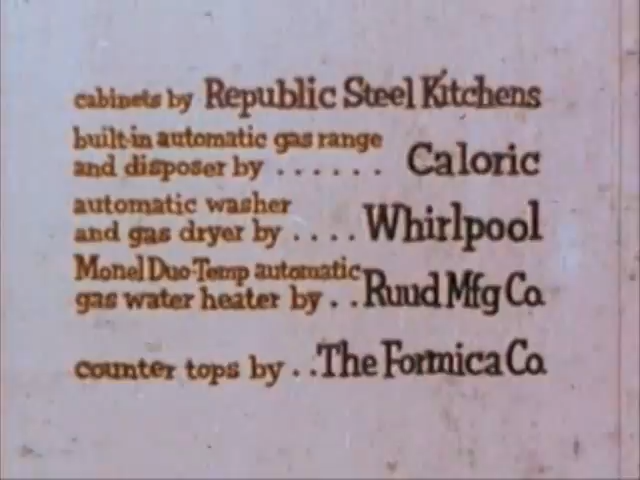 cabinets by Republic Steel Kitchens
built-in automatic gas range
and disposer by . . . . . . Caloric
automatic washer
and gas dryer by . . . . Whirlpool
Monel Duo-Temp automatic
gas water heater by . . Ruud Mfg Co
counter tops by . . The Formica Co